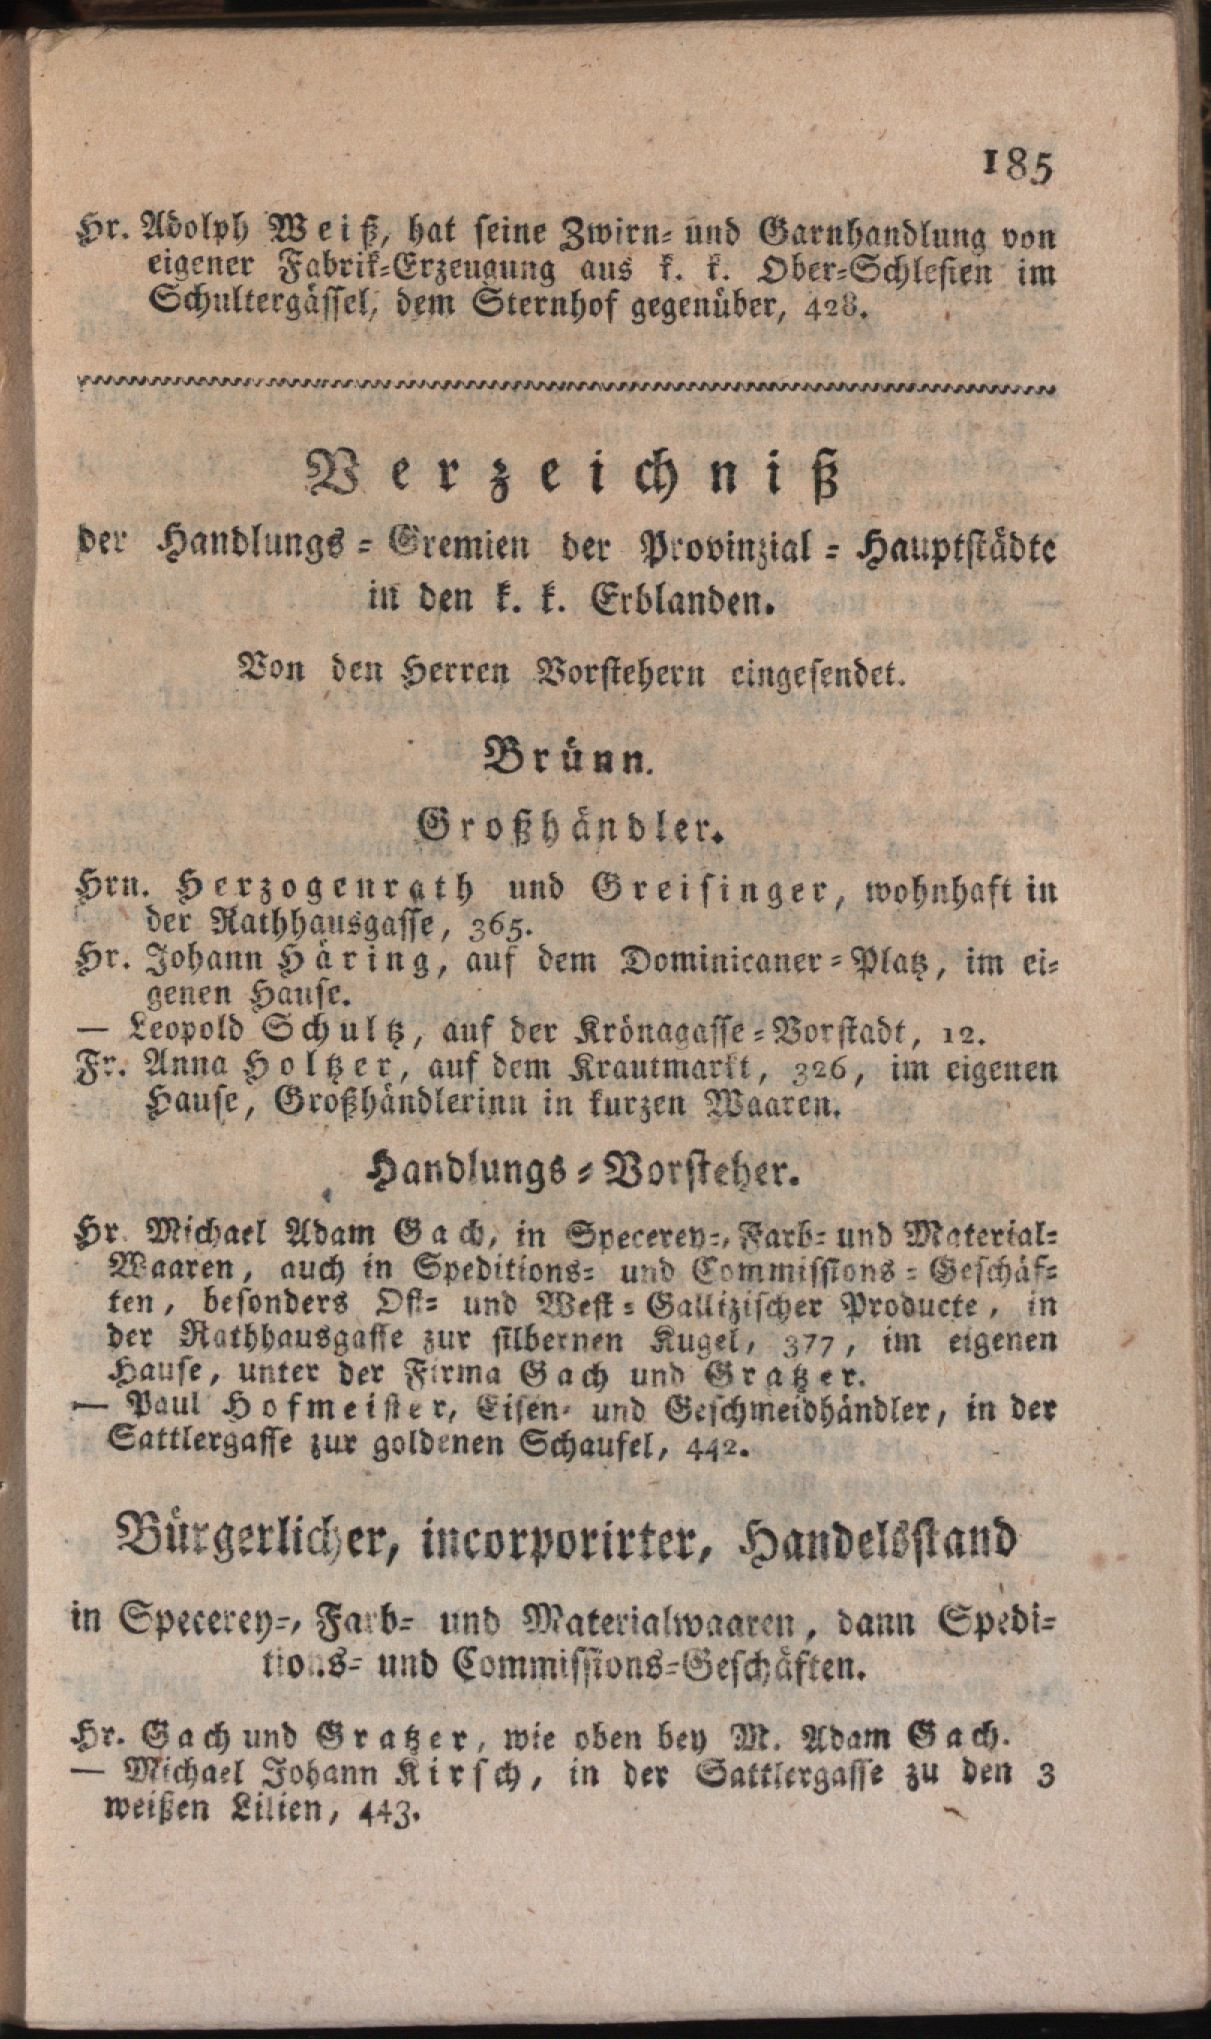 185
Hr. Adolph Weiß, hat seine Zwirn- und Garnhandlung von
eigener Fabrik-Erzeugung aus k. k. Ober-Schlesien im
Schultergässel, dem Sternhof gegenüber, 428.
Verzeichniß
der Handlungs-Gremien der Provinzial-Hauptstädte
in den k. k. Erblanden.
Von den Herren Vorstehern eingesendet.
Brünn.
Großhändler.
Hrn. Herzogenrath und Greisinger, wohnhaft in
der Rathhausgasse, 365.
Hr. Johann Häring, auf dem Dominicaner-Platz, im ei-
genen Hause.
— Leopold Schultz, auf der Krönagasse-Vorstadt, 12.
Fr. Anna Holtzer, auf dem Krautmarkt, 326, im eigenen
Hause, Großhändlerinn in kurzen Waaren.
Handlungs-Vorsteher.
Hr. Michael Adam Gach, in Specerey-, Farb- und Material-
Waaren, auch in Speditions- und Commissions-Geschäf-
ten, besonders Ost- und West-Gallizischer Producte, in
der Rathhausgasse zur silbernen Kugel, 377, im eigenen
Hause, unter der Firma Gach und Gratzer.
— Paul Hofmeister, Eisen- und Geschmeidhändler, in der
Sattlergasse zur goldenen Schaufel, 442.
Bürgerlicher, incorporirter, Handelsstand
in Specerey-, Farb- und Materialwaaren, dann Spedi-
tions- und Commissions-Geschäften.
Hr. Gach und Gratzer, wie oben bey M. Adam Gach.
— Michael Johann Kirsch, in der Sattlergasse zu den 3
weißen Lilien, 443.